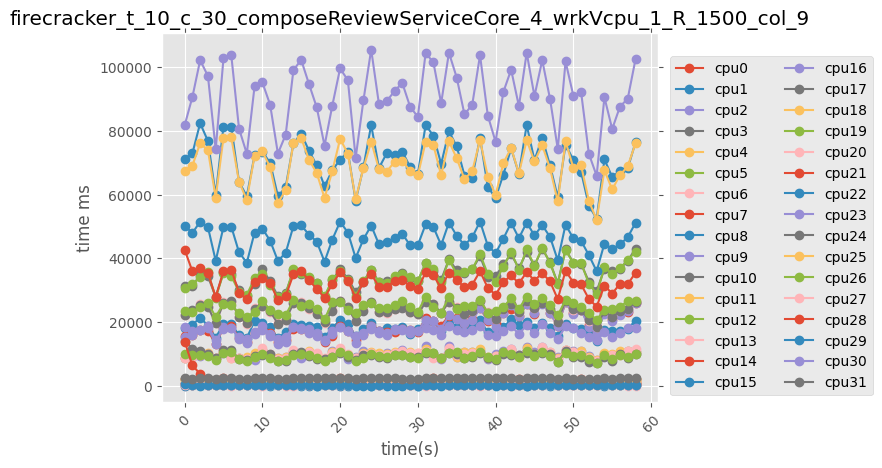 firecracker_t_10_c_30_composeReviewServiceCore_4_wrkVcpu_1_R_1500_col_9
time ms
100000
80000
60000
40000
20000
0
0
10
20
30
40
50
60
time(s)
cpu0
cpu1
cpu2
cpu3
cpu4
cpu5
cpu6
cpu7
cpu8
cpu9
cpu10
cpu11
cpu12
cpu13
cpu14
cpu15
cpu16
cpu17
cpu18
cpu19
cpu20
cpu21
cpu22
cpu23
cpu24
cpu25
cpu26
cpu27
cpu28
cpu29
cpu30
cpu31